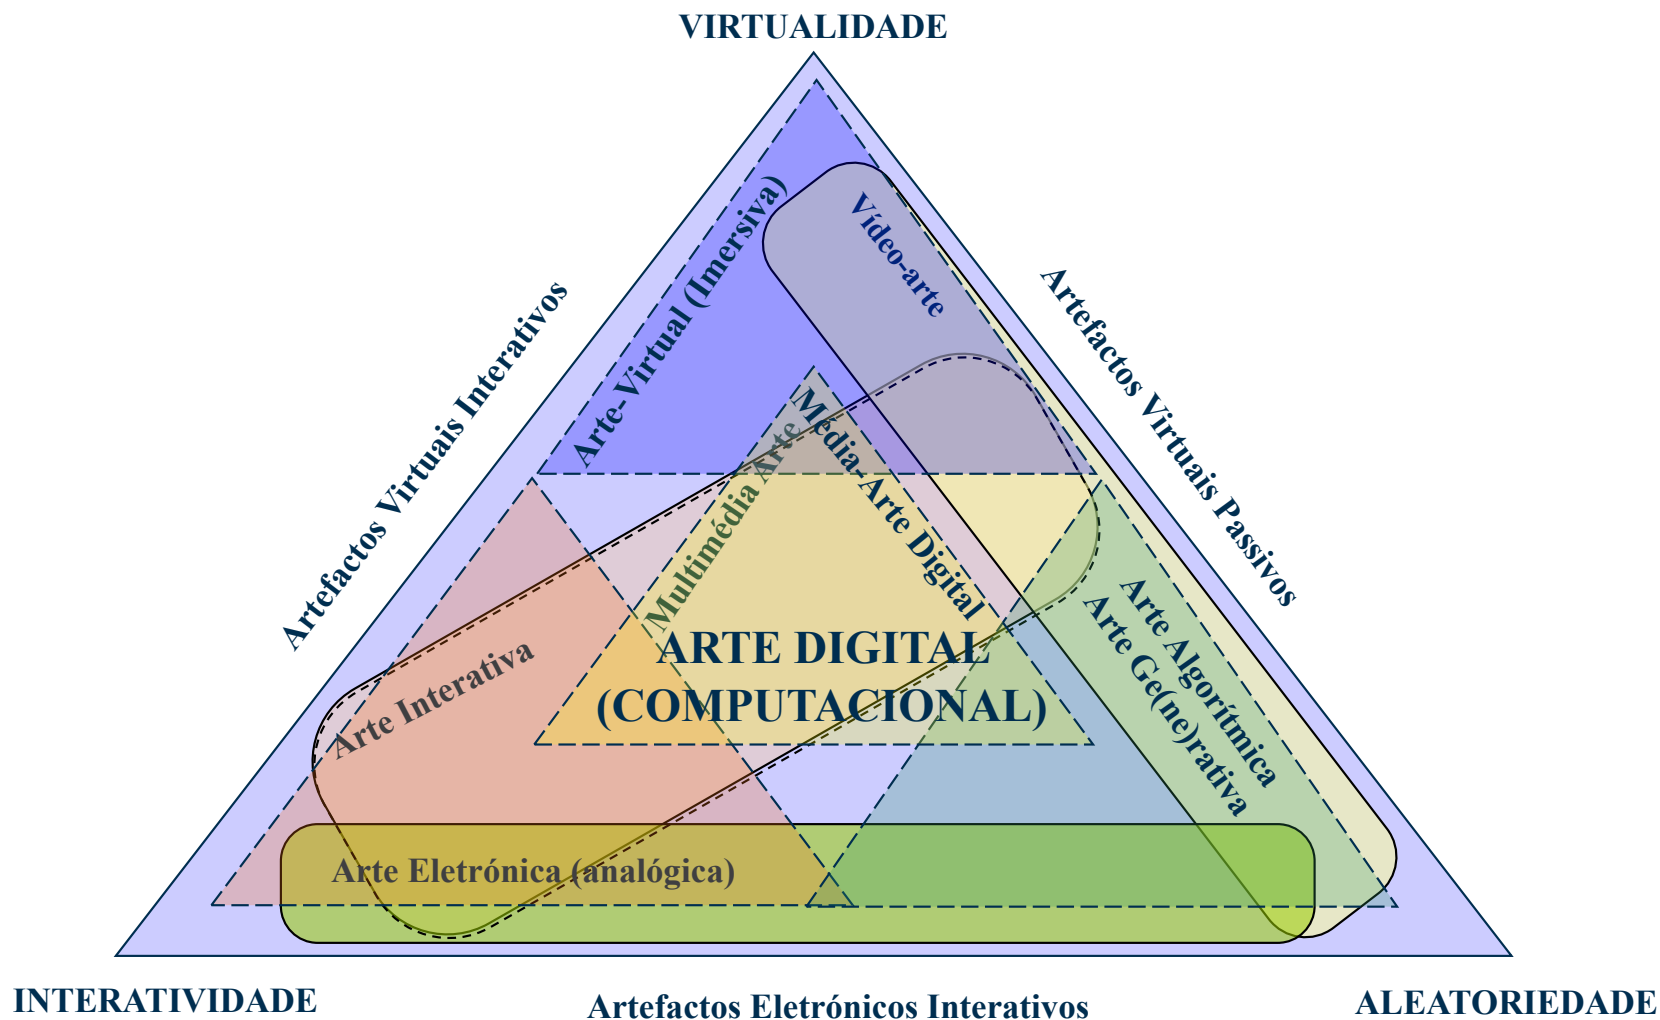 VIRTUALIDADE
Artefactos Virtuais Interativos
Arte-Virtual (Imersiva)
Vídeo-arte
Artefactos Virtuais Passivos
Multimédia Arte
Média-Arte Digital
ARTE DIGITAL
(COMPUTACIONAL)
Arte Interativa
Arte Algorítmica
Arte Ge(ne)rativa
Arte Eletrónica (analógica)
INTERATIVIDADE
Artefactos Eletrónicos Interativos
ALEATORIEDADE